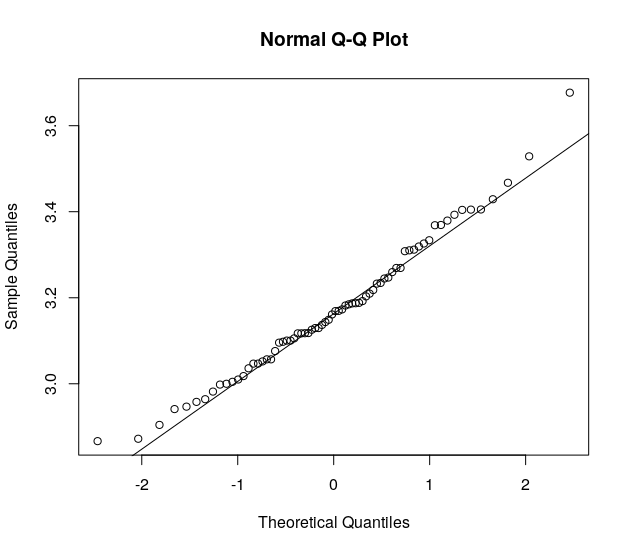 Normal Q-Q Plot
3.6
3.4
3.2
3.0
Sample Quantiles
-2 -1 0 1 2
Theoretical Quantiles